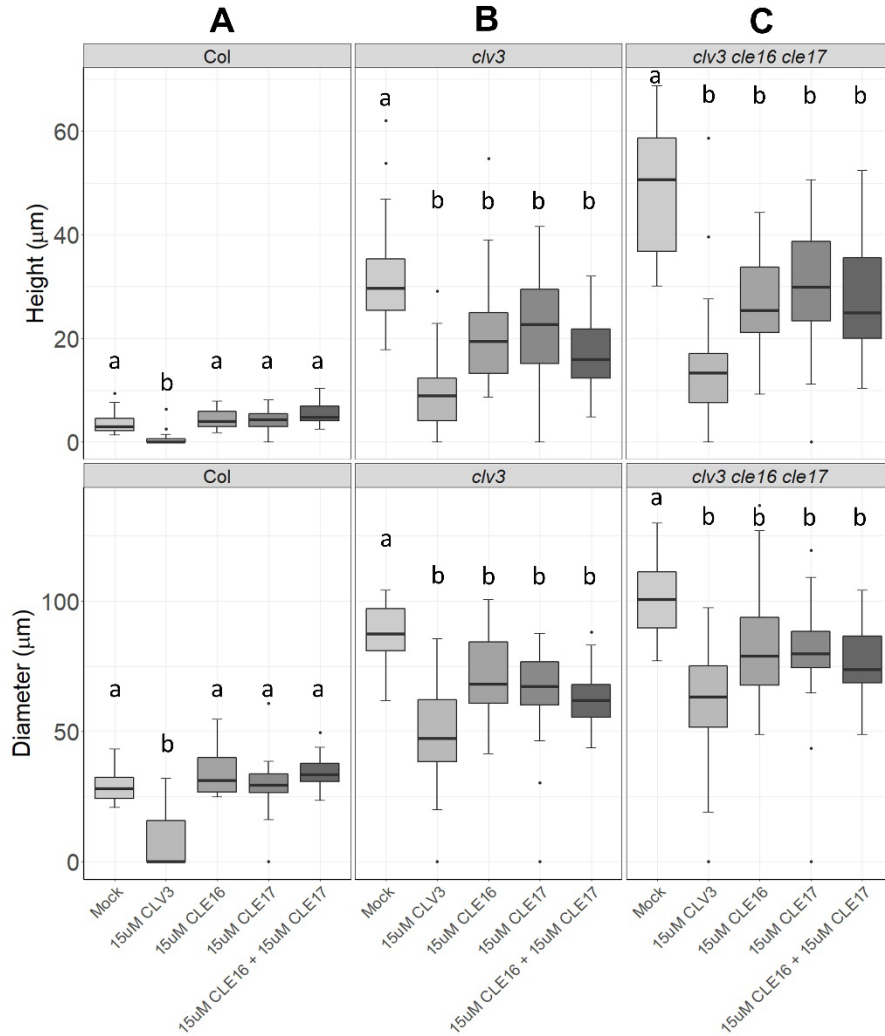 A B C
Col clv3 clv3 cle16 cle17
Height (μm)
60
40
20
0
a b a a a
a b b b b
a b b b b
Col clv3 clv3 cle16 cle17
Diameter (μm)
100
50
0
a b a a a
a b b b b
a b b b b
Mock 15uM CLV3 15uM CLE16 15uM CLE17 15uM CLE16 + 15uM CLE17
Mock 15uM CLV3 15uM CLE16 15uM CLE17 15uM CLE16 + 15uM CLE17
Mock 15uM CLV3 15uM CLE16 15uM CLE17 15uM CLE16 + 15uM CLE17